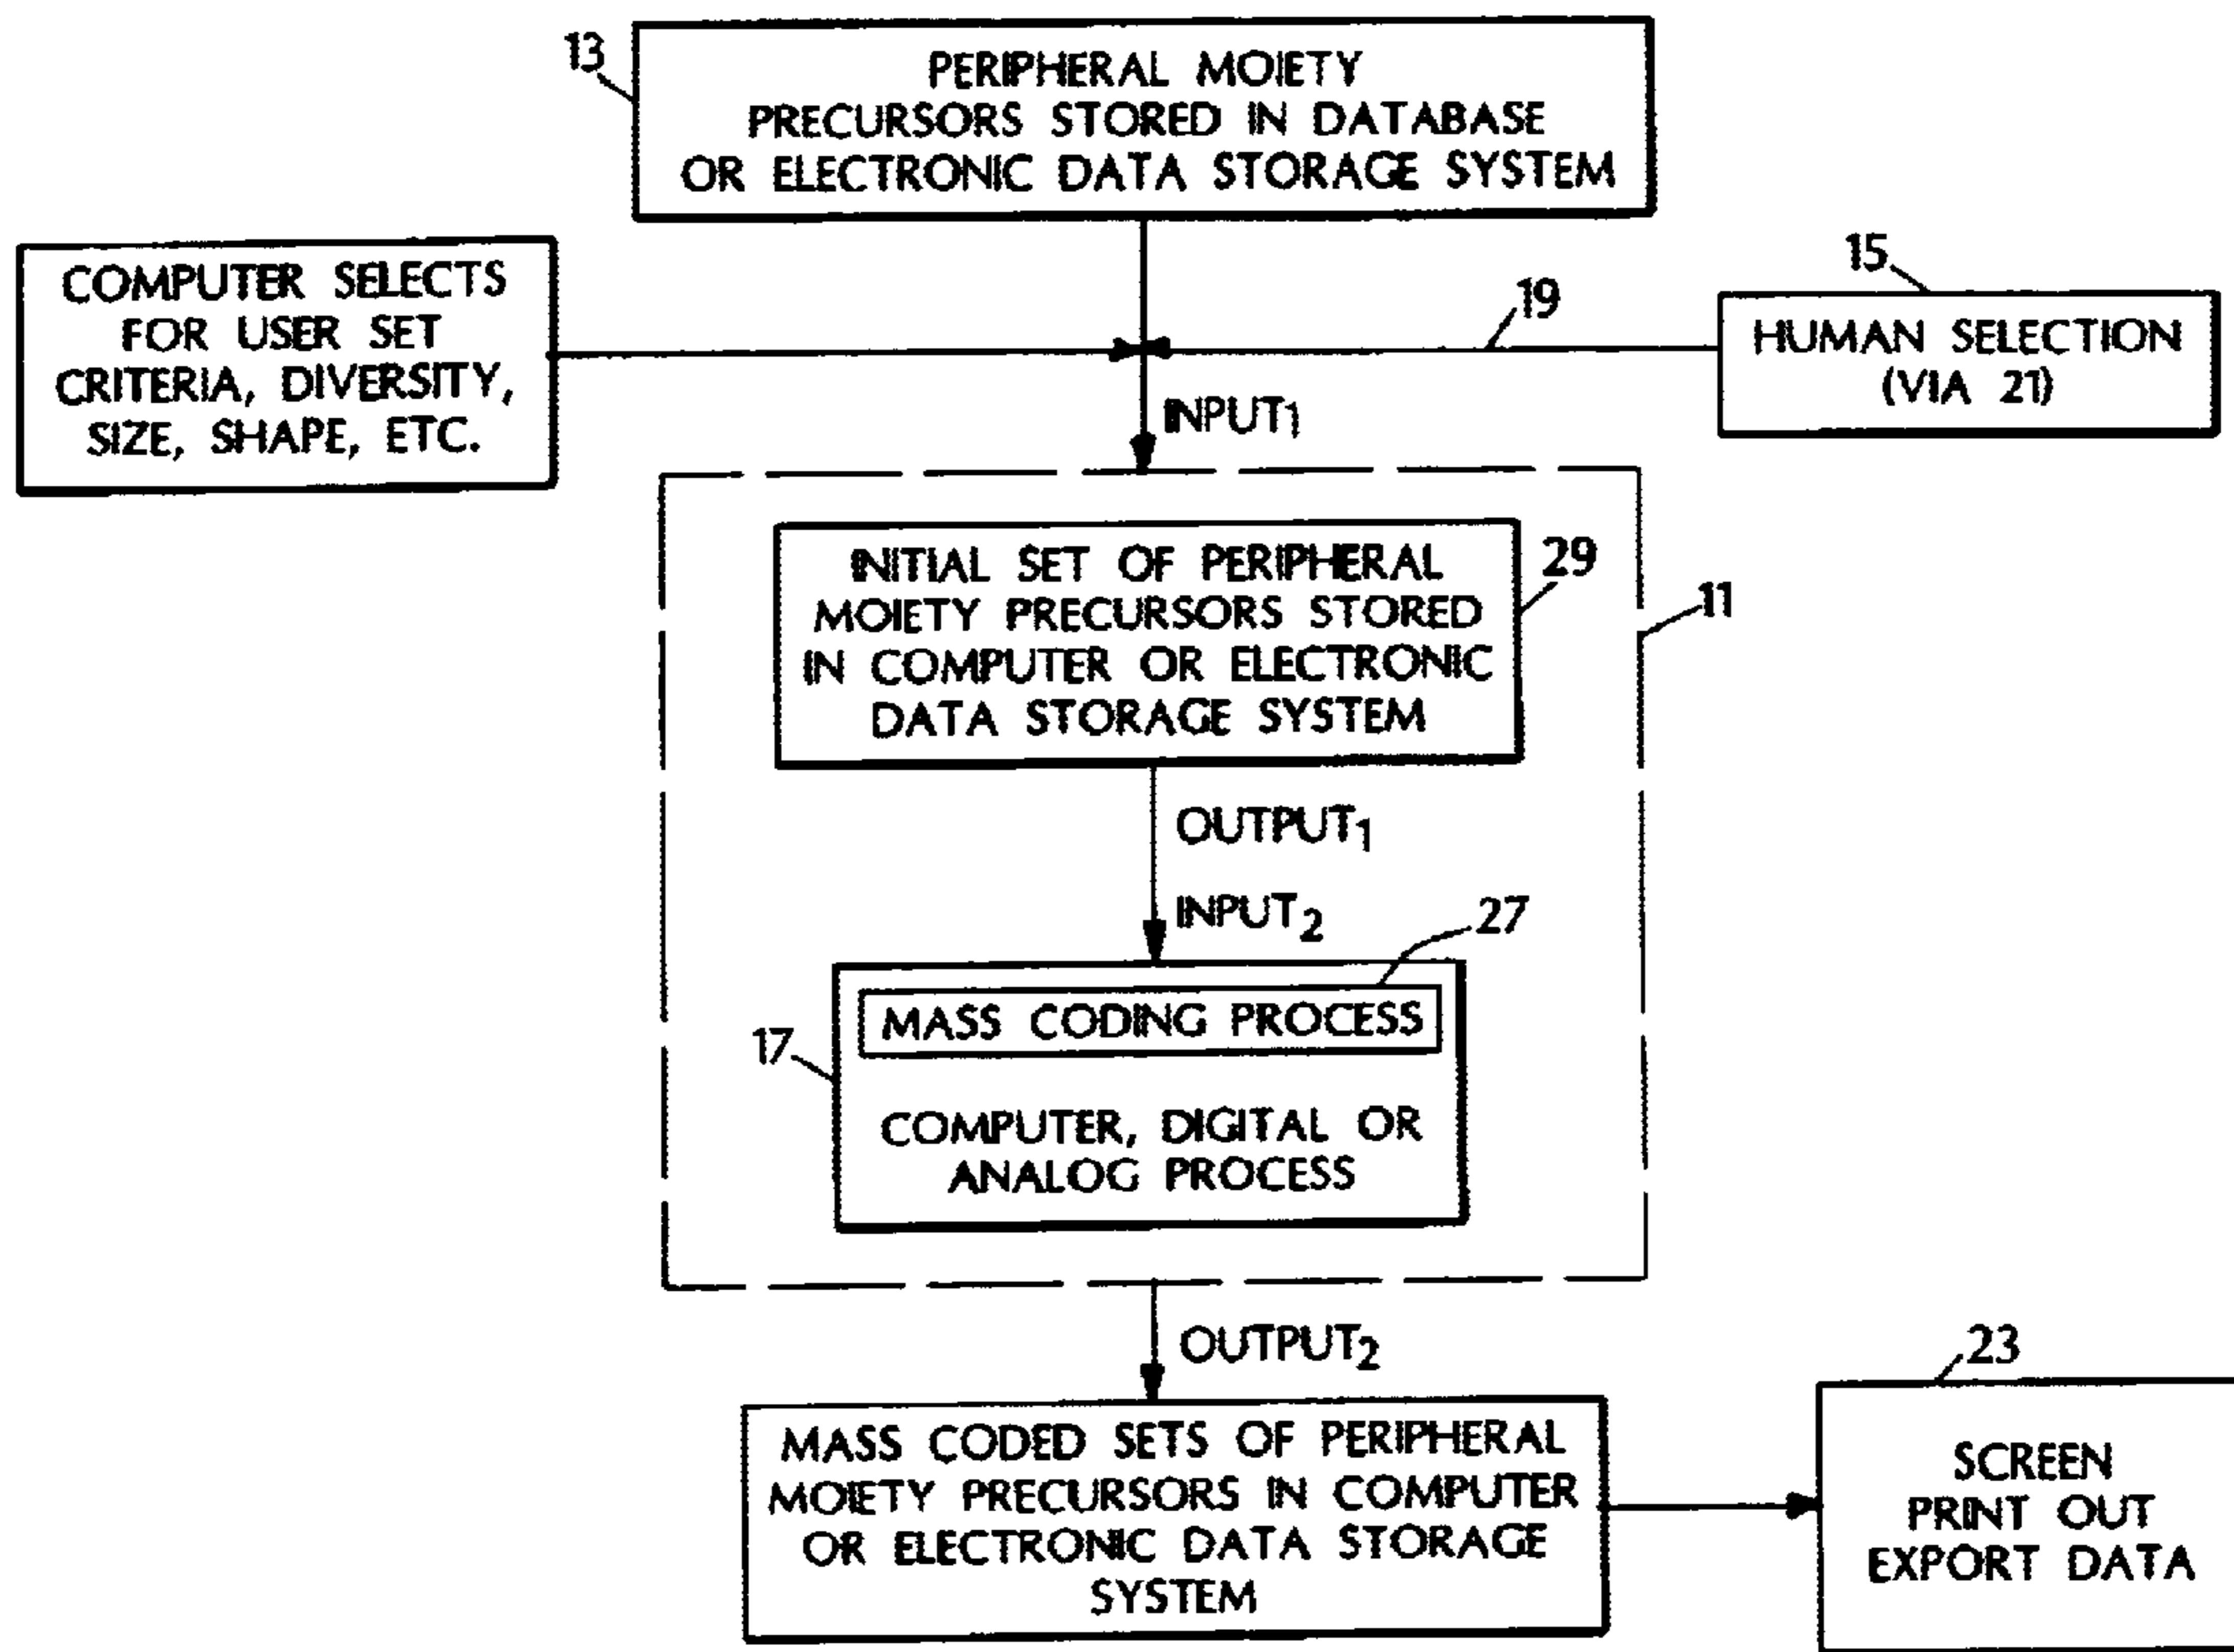 13
PERIPHERAL MOIETY
PRECURSORS STORED IN DATABASE
OR ELECTRONIC DATA STORAGE SYSTEM
COMPUTER SELECTS
FOR USER SET
CRITERIA, DIVERSITY,
SIZE, SHAPE, ETC.
19
15
HUMAN SELECTION
(VIA 21)
INPUT1
INITIAL SET OF PERIPHERAL
MOIETY PRECURSORS STORED
IN COMPUTER OR ELECTRONIC
DATA STORAGE SYSTEM
29
11
OUTPUT1
INPUT2
27
17
MASS CODING PROCESS
COMPUTER, DIGITAL OR
ANALOG PROCESS
OUTPUT2
MASS CODED SETS OF PERIPHERAL
MOIETY PRECURSORS IN COMPUTER
OR ELECTRONIC DATA STORAGE
SYSTEM
23
SCREEN
PRINT OUT
EXPORT DATA